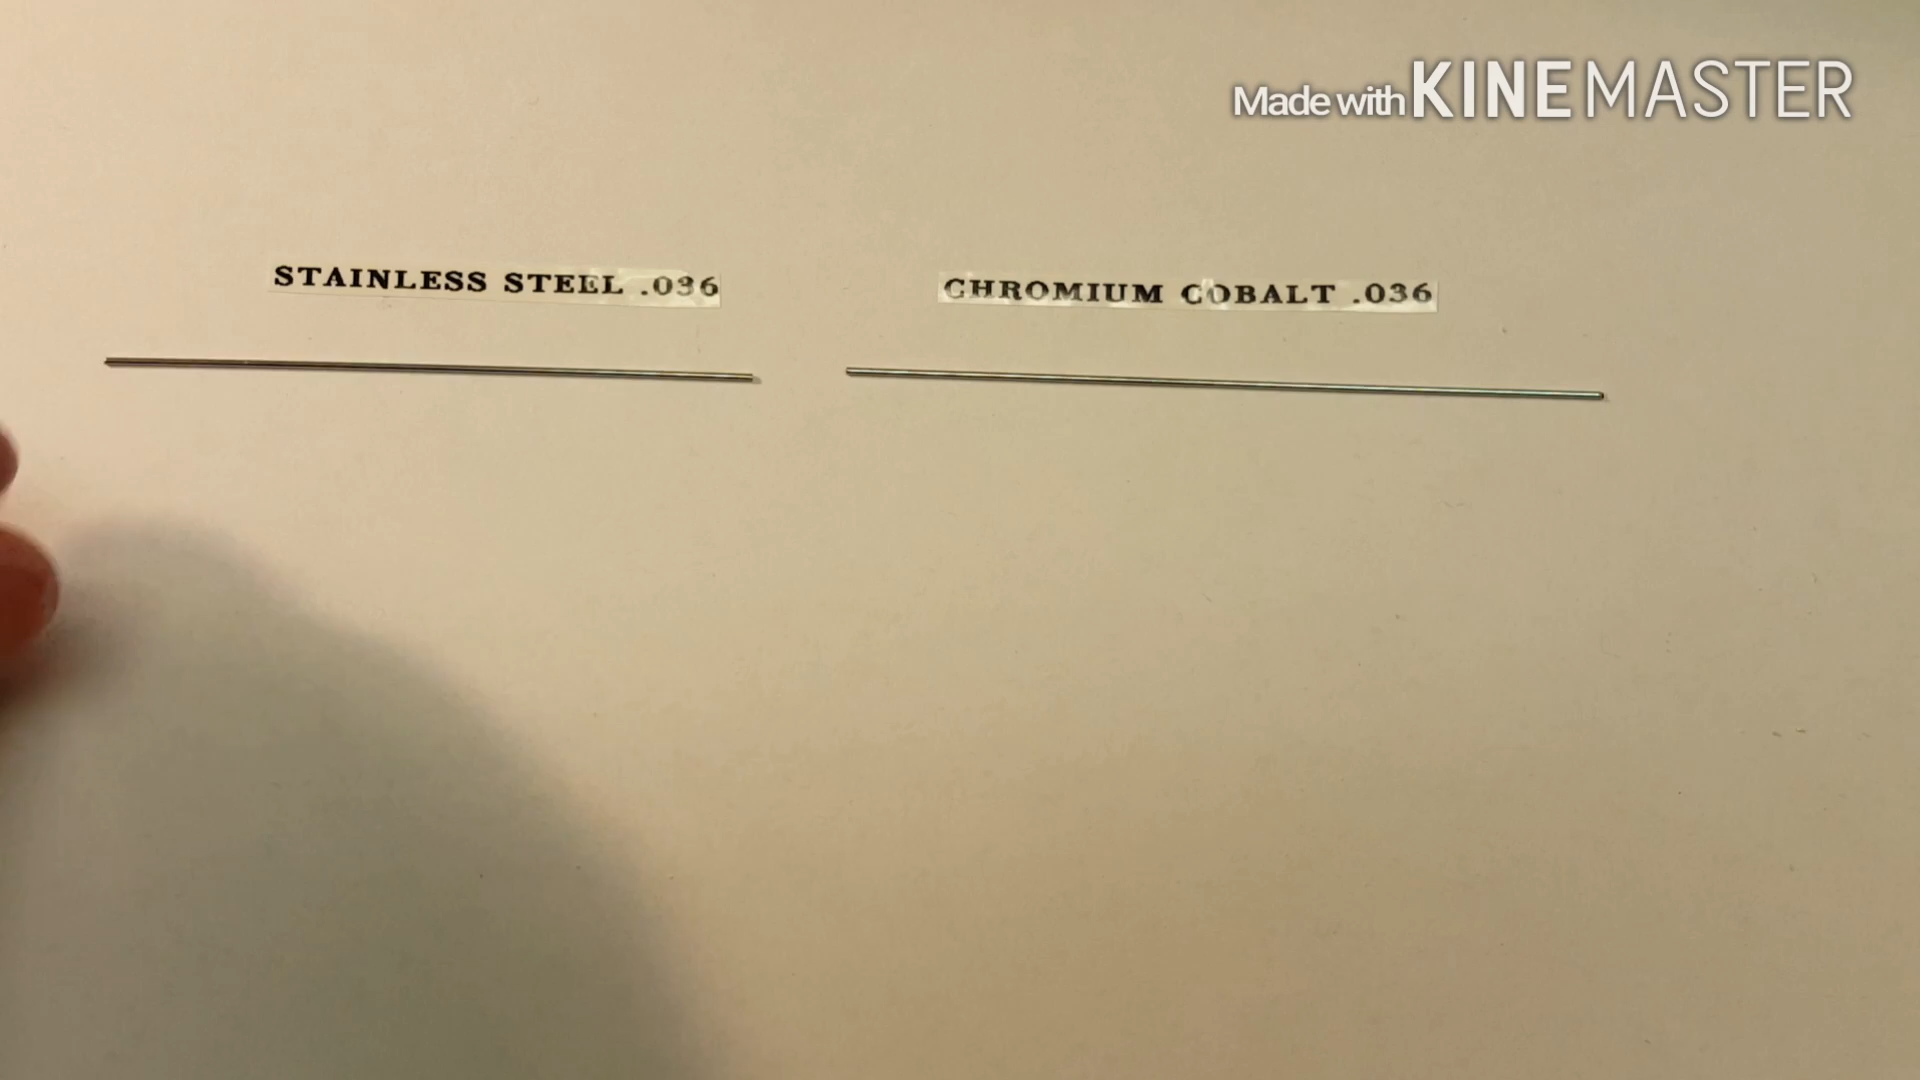 Made with KINEMASTER
STAINLESS STEEL .036
CHROMIUM COBALT .036